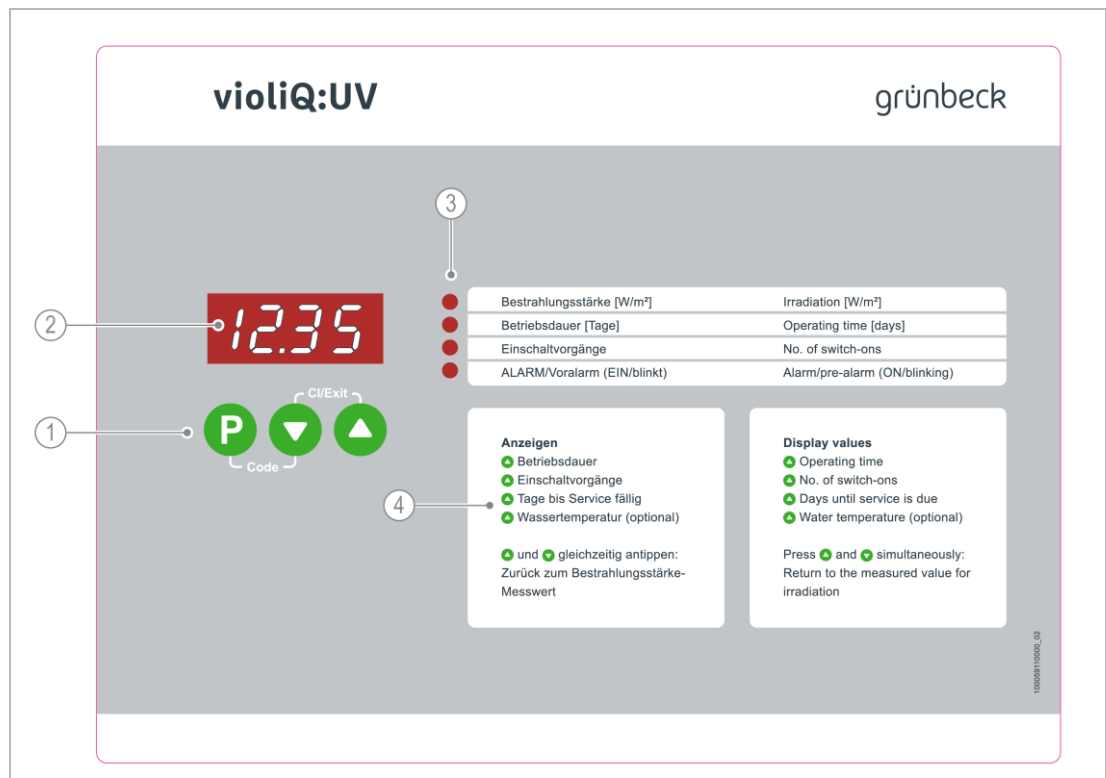 violiQ:UV
grünbeck
3
2
12.35
Bestrahlungsstärke [W/m²] Irradiation [W/m²]
Betriebsdauer [Tage] Operating time [days]
Einschaltvorgänge No. of switch-ons
ALARM/Voralarm (EIN/blinkt) Alarm/pre-alarm (ON/blinking)
1
CI/Exit
P
Code
4
Anzeigen
Betriebsdauer
Einschaltvorgänge
Tage bis Service fällig
Wassertemperatur (optional)
und gleichzeitig antippen:
Zurück zum Bestrahlungsstärke-
Messwert
Display values
Operating time
No. of switch-ons
Days until service is due
Water temperature (optional)
Press and simultaneously:
Return to the measured value for
irradiation
100059110000_02